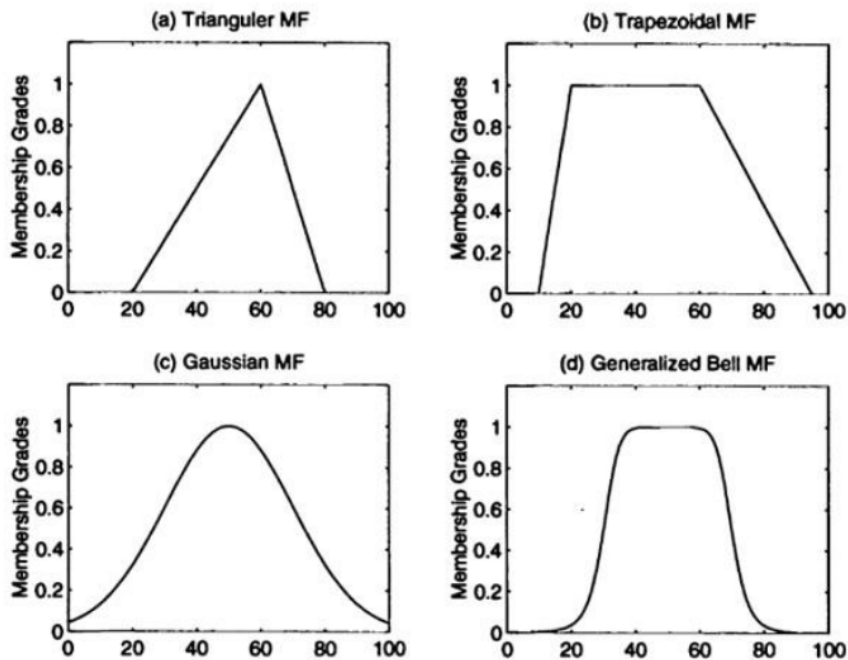 (a) Trianguler MF
Membership Grades
1
0.8
0.6
0.4
0.2
0
0 20 40 60 80 100
(b) Trapezoidal MF
Membership Grades
1
0.8
0.6
0.4
0.2
0
0 20 40 60 80 100
(c) Gaussian MF
Membership Grades
1
0.8
0.6
0.4
0.2
0
0 20 40 60 80 100
(d) Generalized Bell MF
Membership Grades
1
0.8
0.6
0.4
0.2
0
0 20 40 60 80 100